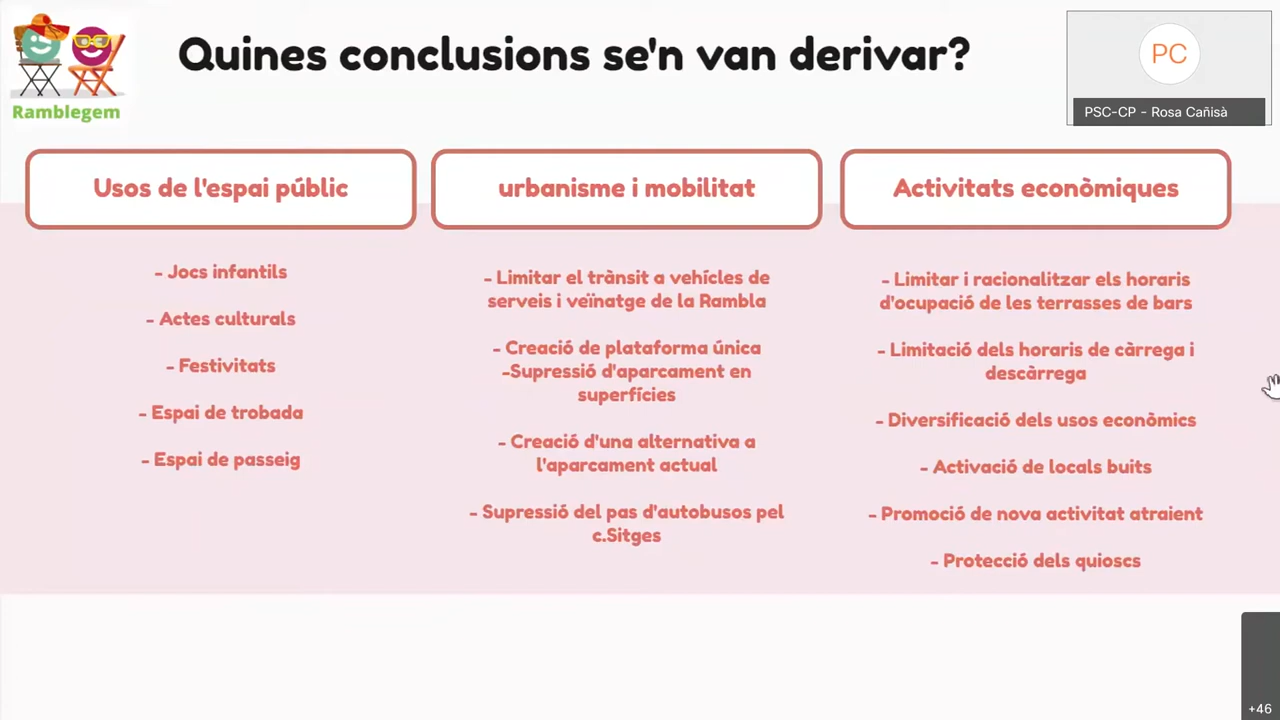 Ramblegem
Quines conclusions se'n van derivar?
PC
PSC-CP - Rosa Cañisà
Usos de l'espai públic
- Jocs infantils
- Actes culturals
- Festivitats
- Espai de trobada
- Espai de passeig
urbanisme i mobilitat
- Limitar el trànsit a vehícles de
serveis i veïnatge de la Rambla
- Creació de plataforma única
-Supressió d'aparcament en
superfícies
- Creació d'una alternativa a
l'aparcament actual
- Supressió del pas d'autobusos pel
c.Sitges
Activitats econòmiques
- Limitar i racionalitzar els horaris
d'ocupació de les terrasses de bars
- Limitació dels horaris de càrrega i
descàrrega
- Diversificació dels usos econòmics
- Activació de locals buits
- Promoció de nova activitat atraient
- Protecció dels quioscs
+46